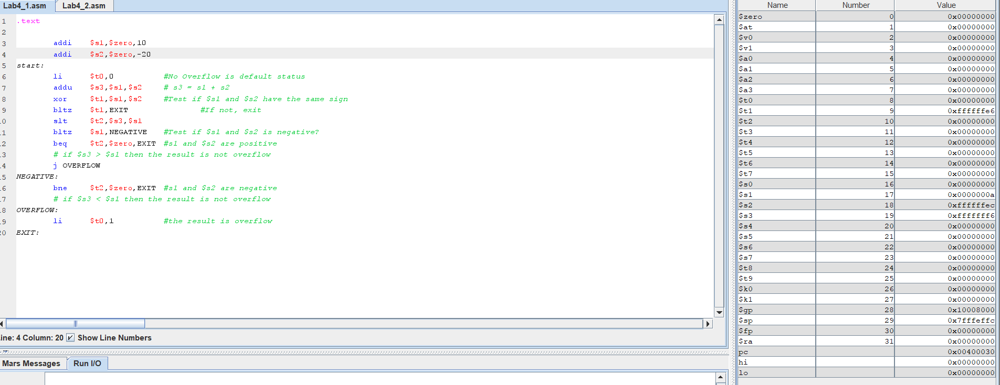 Lab4_1.asm Lab4_2.asm
1 .text
2
3 addi $s1,$zero,10
4 addi $s2,$zero,-20
5 start:
6 li $t0,0 #No Overflow is default status
7 addu $s3,$s1,$s2 # s3 = s1 + s2
8 xor $t1,$s1,$s2 #Test if $s1 and $s2 have the same sign
9 bltz $t1,EXIT #If not, exit
.0 slt $t2,$s3,$s1
.1 bltz $s1,NEGATIVE #Test if $s1 and $s2 is negative?
.2 beq $t2,$zero,EXIT #s1 and $s2 are positive
.3 # if $s3 > $s1 then the result is not overflow
.4 j OVERFLOW
.5 NEGATIVE:
.6 bne $t2,$zero,EXIT #s1 and $s2 are negative
.7 # if $s3 < $s1 then the result is not overflow
.8 OVERFLOW:
.9 li $t0,1 #the result is overflow
20 EXIT:
ine: 4 Column: 20 Show Line Numbers
Mars Messages Run I/O
Name Number Value
$zero 0 0x00000000
$at 1 0x00000000
$v0 2 0x00000000
$v1 3 0x00000000
$a0 4 0x00000000
$a1 5 0x00000000
$a2 6 0x00000000
$a3 7 0x00000000
$t0 8 0x00000000
$t1 9 0xffffffe6
$t2 10 0x00000000
$t3 11 0x00000000
$t4 12 0x00000000
$t5 13 0x00000000
$t6 14 0x00000000
$t7 15 0x00000000
$s0 16 0x00000000
$s1 17 0x0000000a
$s2 18 0xffffffec
$s3 19 0xfffffff6
$s4 20 0x00000000
$s5 21 0x00000000
$s6 22 0x00000000
$s7 23 0x00000000
$t8 24 0x00000000
$t9 25 0x00000000
$k0 26 0x00000000
$k1 27 0x00000000
$gp 28 0x10008000
$sp 29 0x7fffeffc
$fp 30 0x00000000
$ra 31 0x00000000
pc 0x00400030
hi 0x00000000
lo 0x00000000